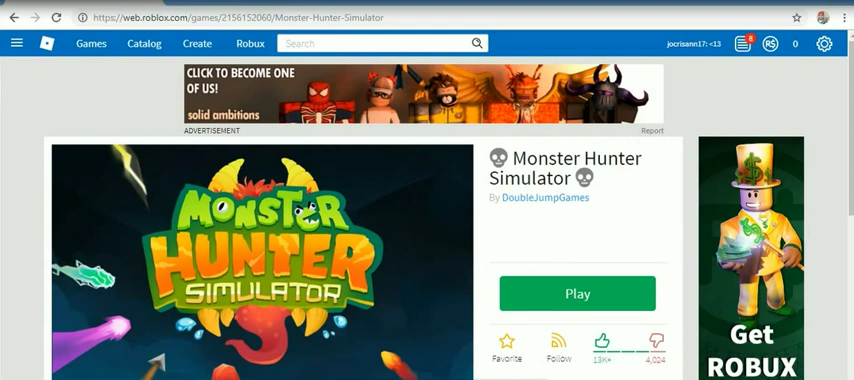 https://web.roblox.com/games/2156152060/Monster-Hunter-Simulator
Games Catalog Create Robux Search jocrisann17: <13 6 R$ 0
CLICK TO BECOME ONE
OF US!
solid ambitions
ADVERTISEMENT Report
MONSTER
HUNTER
SIMULATOR
Monster Hunter
Simulator
By DoubleJumpGames
Play
Favorite Follow 13K+ 4,024
$
Get
ROBUX